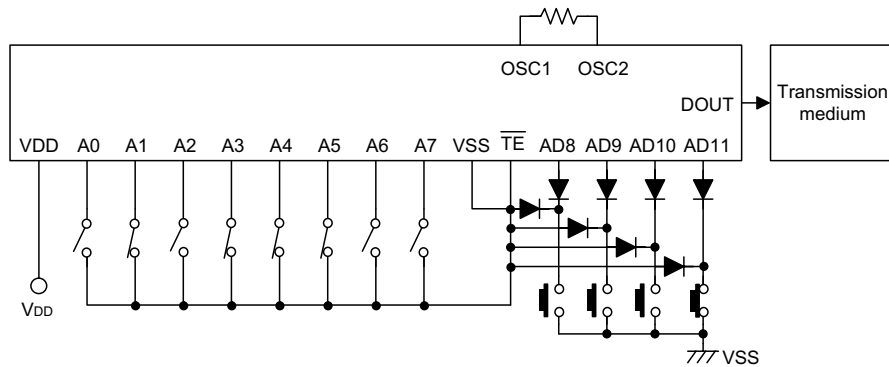 OSC1 OSC2
DOUT
Transmission
medium
VDD A0 A1 A2 A3 A4 A5 A6 A7 VSS T̅E̅ AD8 AD9 AD10 AD11
VDD
VSS